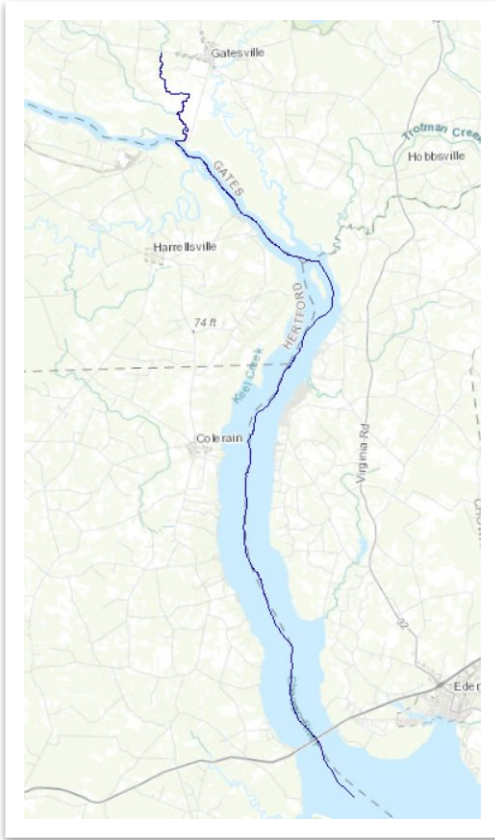 Gatesville
Trotman Creek
Hobbsville
GATES
Harrellsville
HERTFORD
74 ft
Keel Creek
Colerain
Virginia Rd
32
Eden